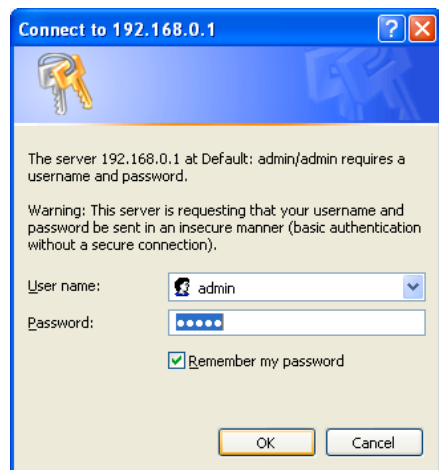 Connect to 192.168.0.1
The server 192.168.0.1 at Default: admin/admin requires a
username and password.
Warning: This server is requesting that your username and
password be sent in an insecure manner (basic authentication
without a secure connection).
User name:
admin
Password:
●●●●●
Remember my password
OK
Cancel